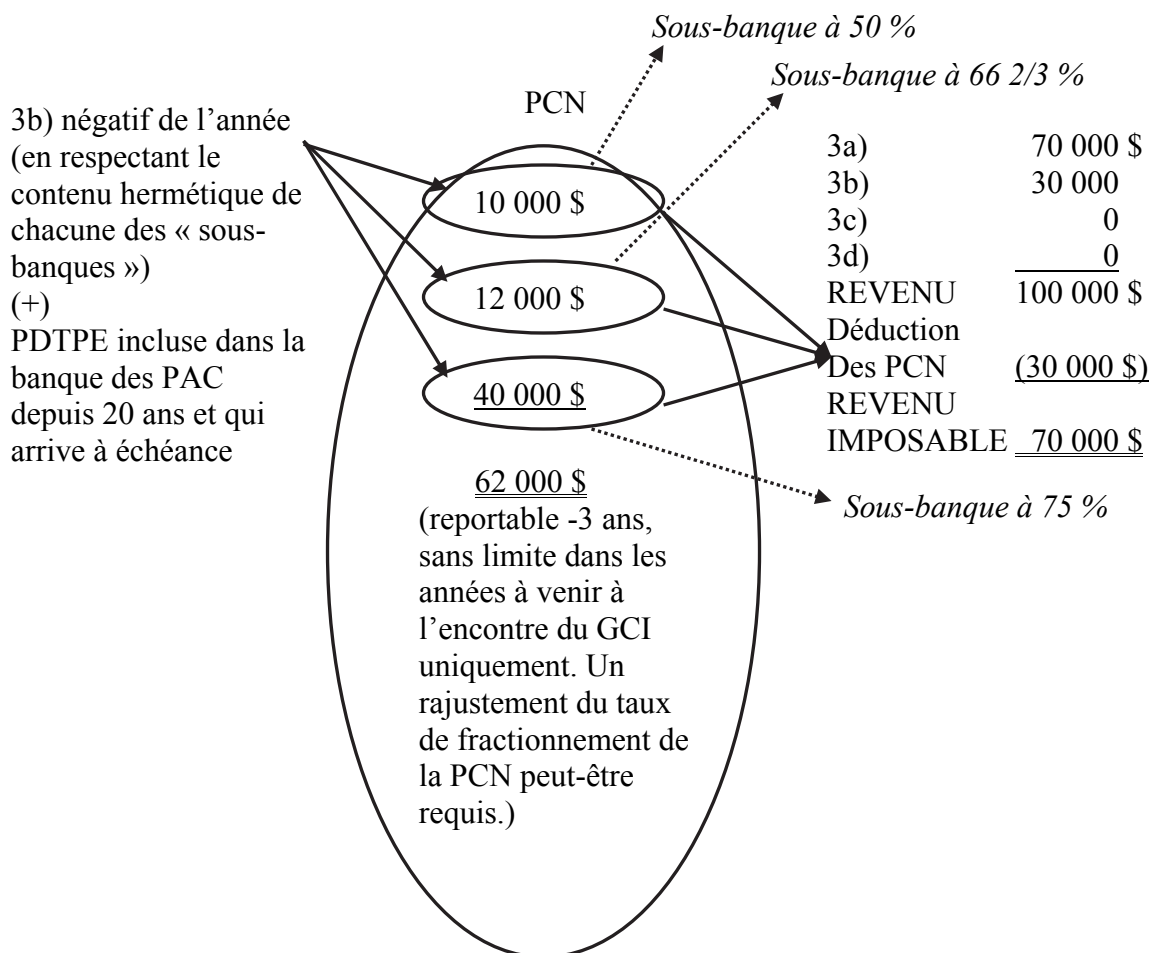 Sous-banque à 50 %
Sous-banque à 66 2/3 %
PCN
3b) négatif de l’année
(en respectant le
contenu hermétique de
chacune des « sous-
banques »)
(+)
PDTPE incluse dans la
banque des PAC
depuis 20 ans et qui
arrive à échéance
10 000 $
12 000 $
40 000 $
62 000 $
(reportable -3 ans,
sans limite dans les
années à venir à
l’encontre du GCI
uniquement. Un
rajustement du taux
de fractionnement de
la PCN peut-être
requis.)
3a) 70 000 $
3b) 30 000
3c) 0
3d) 0
REVENU 100 000 $
Déduction
Des PCN (30 000 $)
REVENU
IMPOSABLE 70 000 $
Sous-banque à 75 %